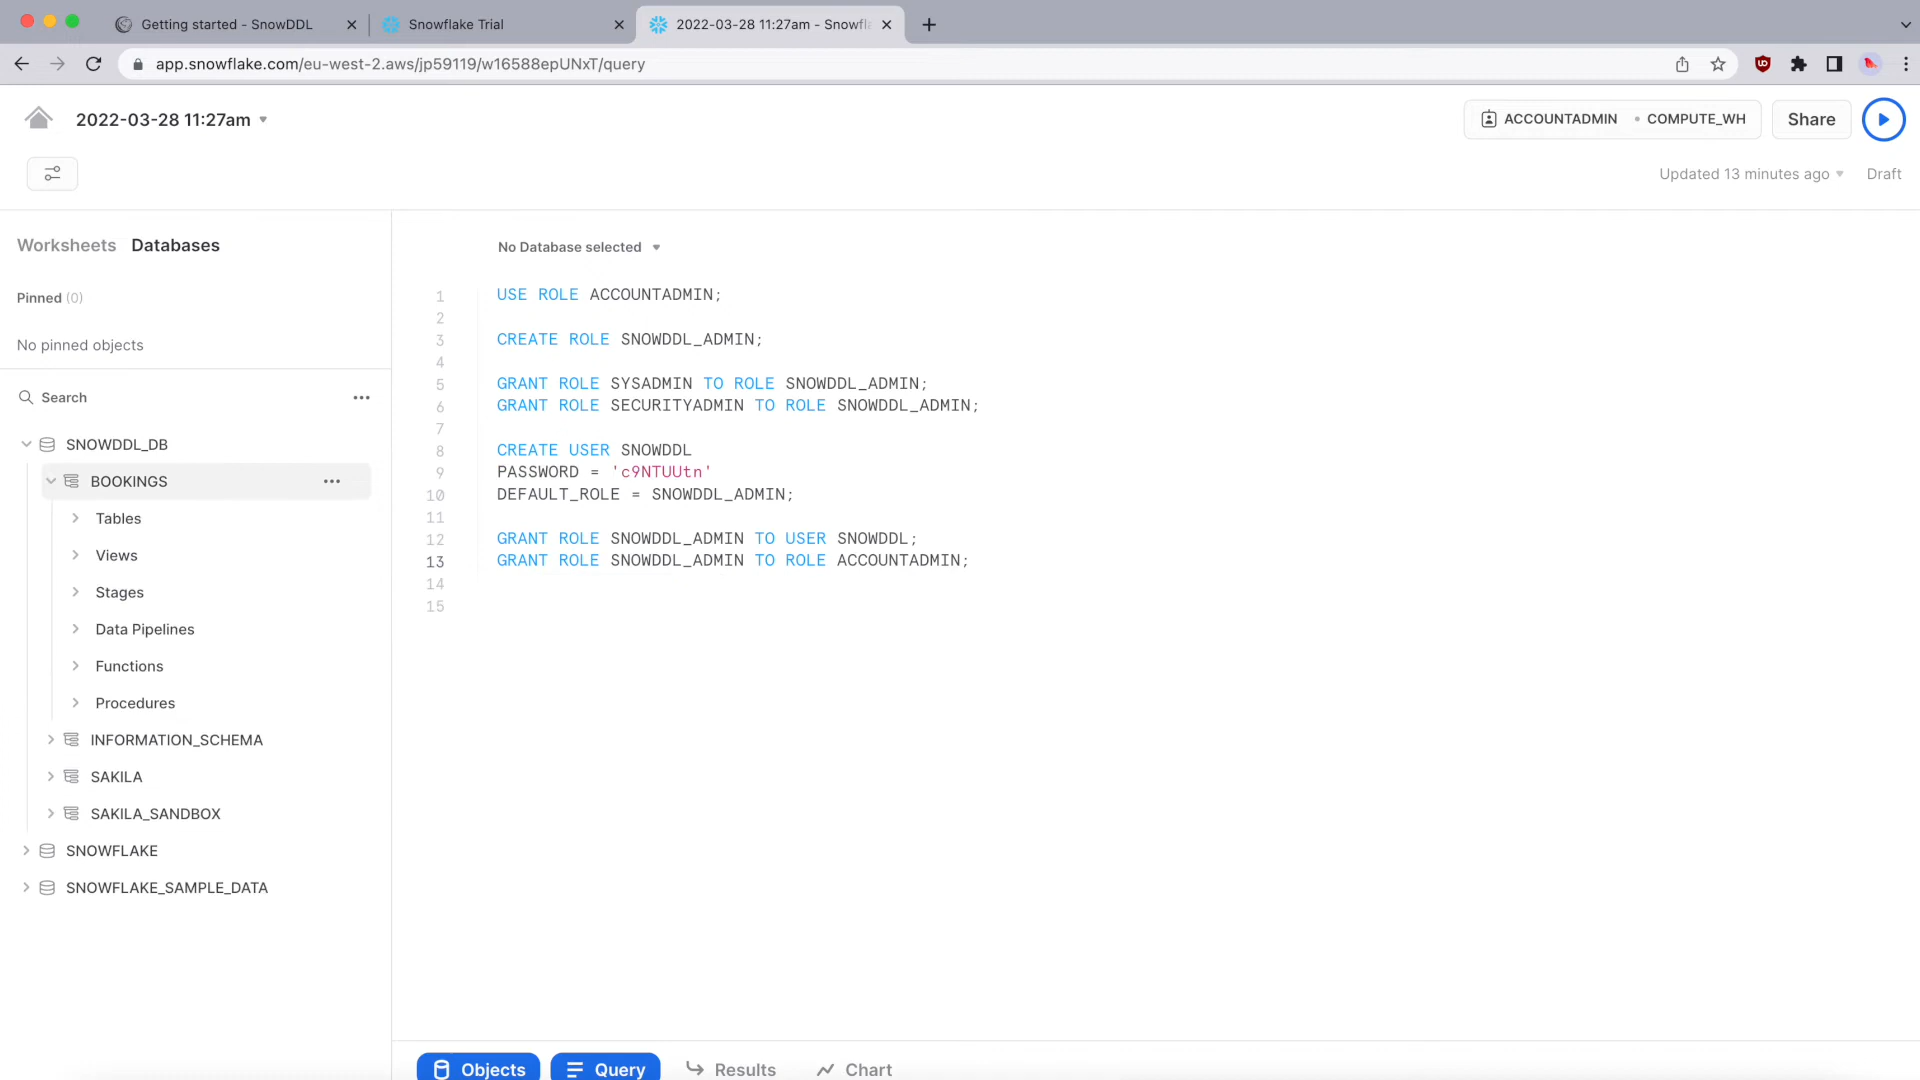 Getting started - SnowDDL
Snowflake Trial
2022-03-28 11:27am - Snowfl
app.snowflake.com/eu-west-2.aws/jp59119/w16588epUNxT/query
2022-03-28 11:27am
ACCOUNTADMIN • COMPUTE_WH
Share
Updated 13 minutes ago
Draft
Worksheets Databases
Pinned (0)
No pinned objects
Search
SNOWDDL_DB
BOOKINGS
Tables
Views
Stages
Data Pipelines
Functions
Procedures
INFORMATION_SCHEMA
SAKILA
SAKILA_SANDBOX
SNOWFLAKE
SNOWFLAKE_SAMPLE_DATA
No Database selected
1 USE ROLE ACCOUNTADMIN;
2
3 CREATE ROLE SNOWDDL_ADMIN;
4
5 GRANT ROLE SYSADMIN TO ROLE SNOWDDL_ADMIN;
6 GRANT ROLE SECURITYADMIN TO ROLE SNOWDDL_ADMIN;
7
8 CREATE USER SNOWDDL
9 PASSWORD = 'c9NTUUtn'
10 DEFAULT_ROLE = SNOWDDL_ADMIN;
11
12 GRANT ROLE SNOWDDL_ADMIN TO USER SNOWDDL;
13 GRANT ROLE SNOWDDL_ADMIN TO ROLE ACCOUNTADMIN;
14
15
Objects
Query
Results
Chart